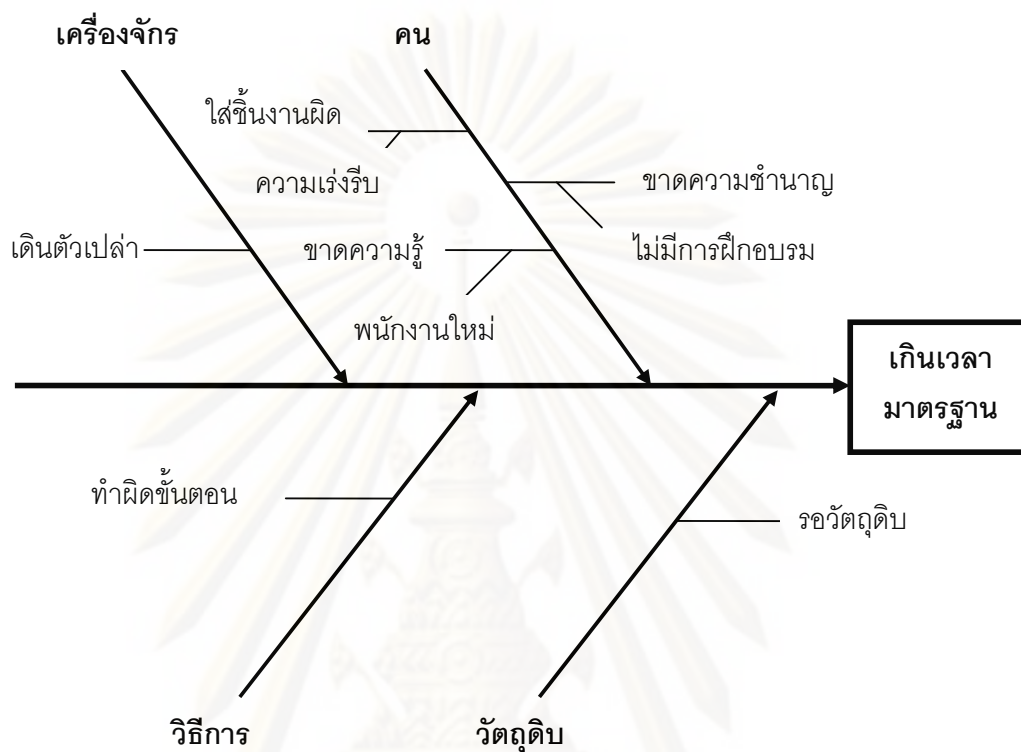 เครื่องจักร
คน
ใส่ชิ้นงานผิด
ความเร่งรีบ
ขาดความชำนาญ
เดินตัวเปล่า
ขาดความรู้
ไม่มีการฝึกอบรม
พนักงานใหม่
เกินเวลา
มาตรฐาน
ทำผิดขั้นตอน
รอวัตถุดิบ
วิธีการ
วัตถุดิบ